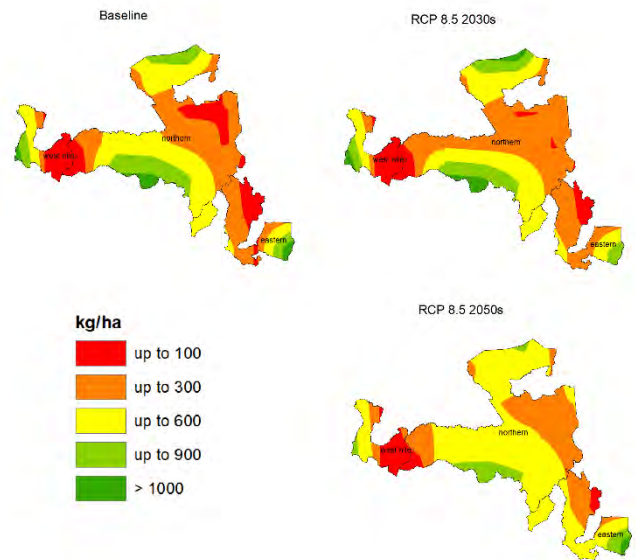 Baseline
RCP 8.5 2030s
northern
west nile
eastern
northern
west nile
eastern
RCP 8.5 2050s
kg/ha
up to 100
up to 300
up to 600
up to 900
> 1000
northern
west nile
eastern